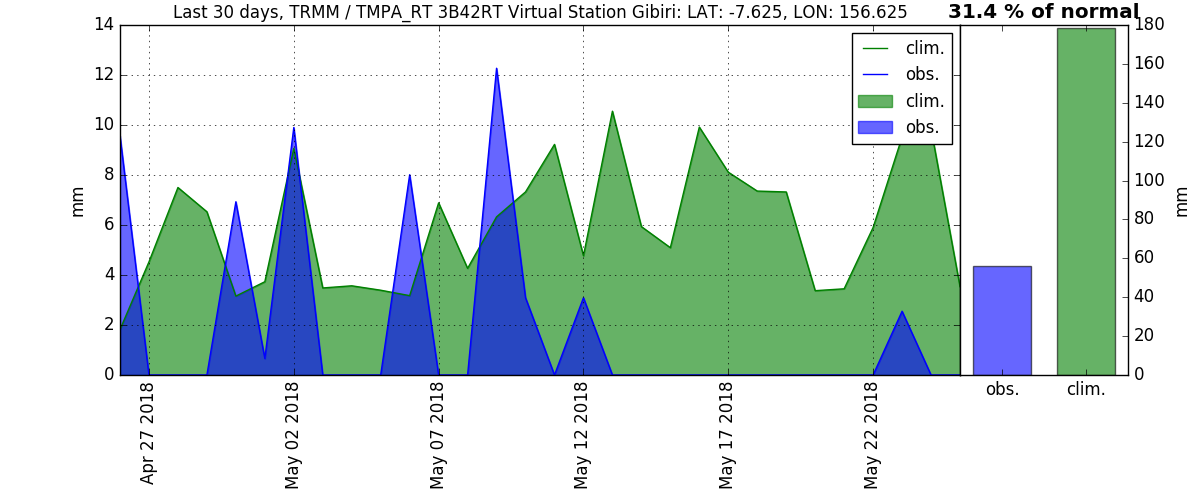 Last 30 days, TRMM / TMPA_RT 3B42RT Virtual Station Gibiri: LAT: -7.625, LON: 156.625
31.4 % of normal
14
12
10
8
6
4
2
0
mm
clim.
obs.
clim.
obs.
Apr 27 2018
May 02 2018
May 07 2018
May 12 2018
May 17 2018
May 22 2018
180
160
140
120
100
80
60
40
20
0
mm
obs.
clim.